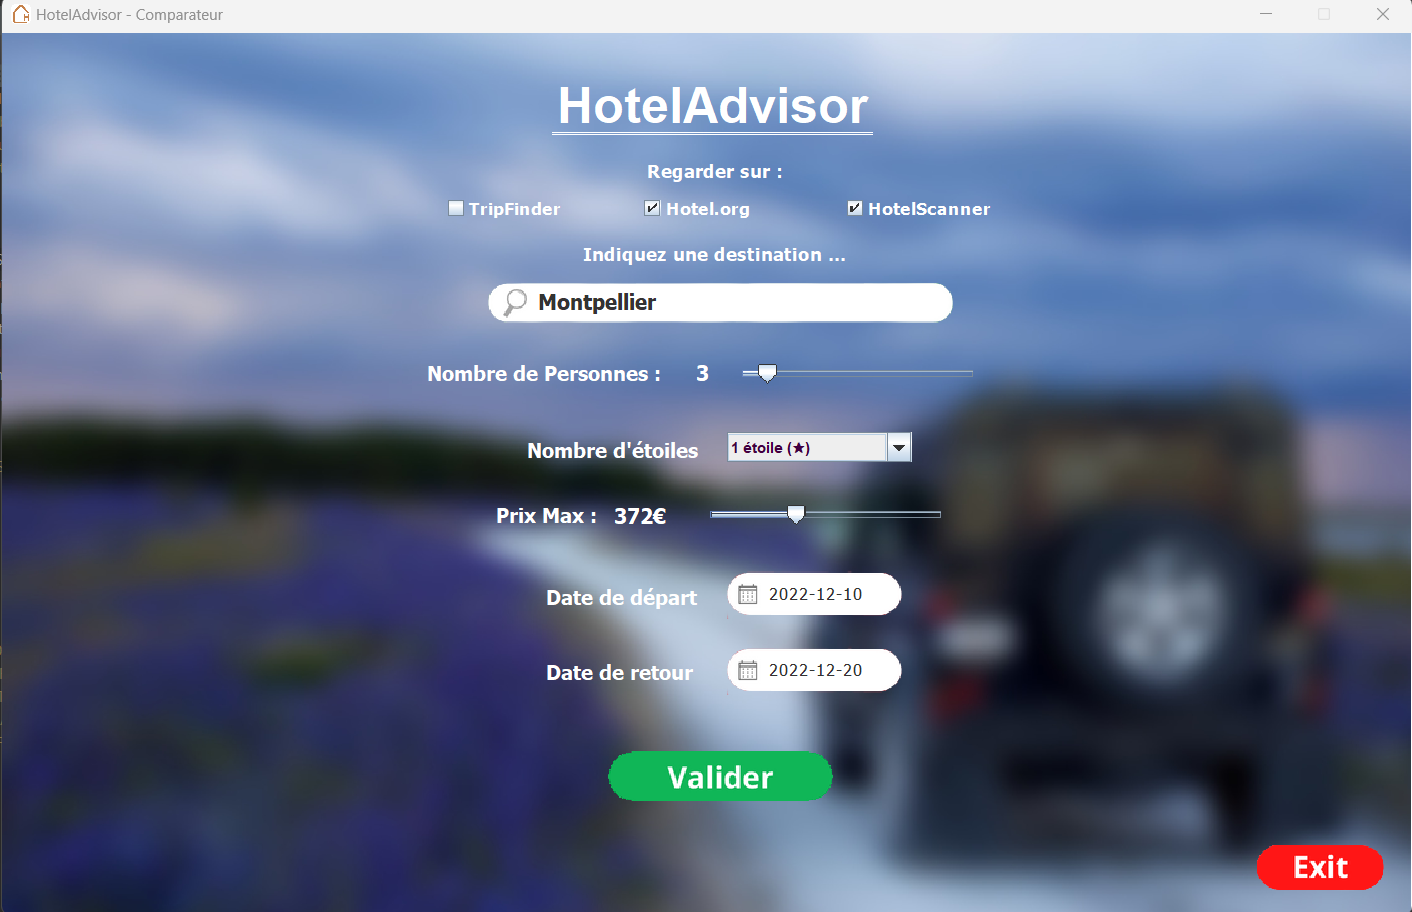 HotelAdvisor - Comparateur
HotelAdvisor
Regarder sur :
TripFinder Hotel.org HotelScanner
Indiquez une destination ...
Montpellier
Nombre de Personnes : 3
Nombre d'étoiles 1 étoile (★)
Prix Max : 372€
Date de départ 2022-12-10
Date de retour 2022-12-20
Valider
Exit